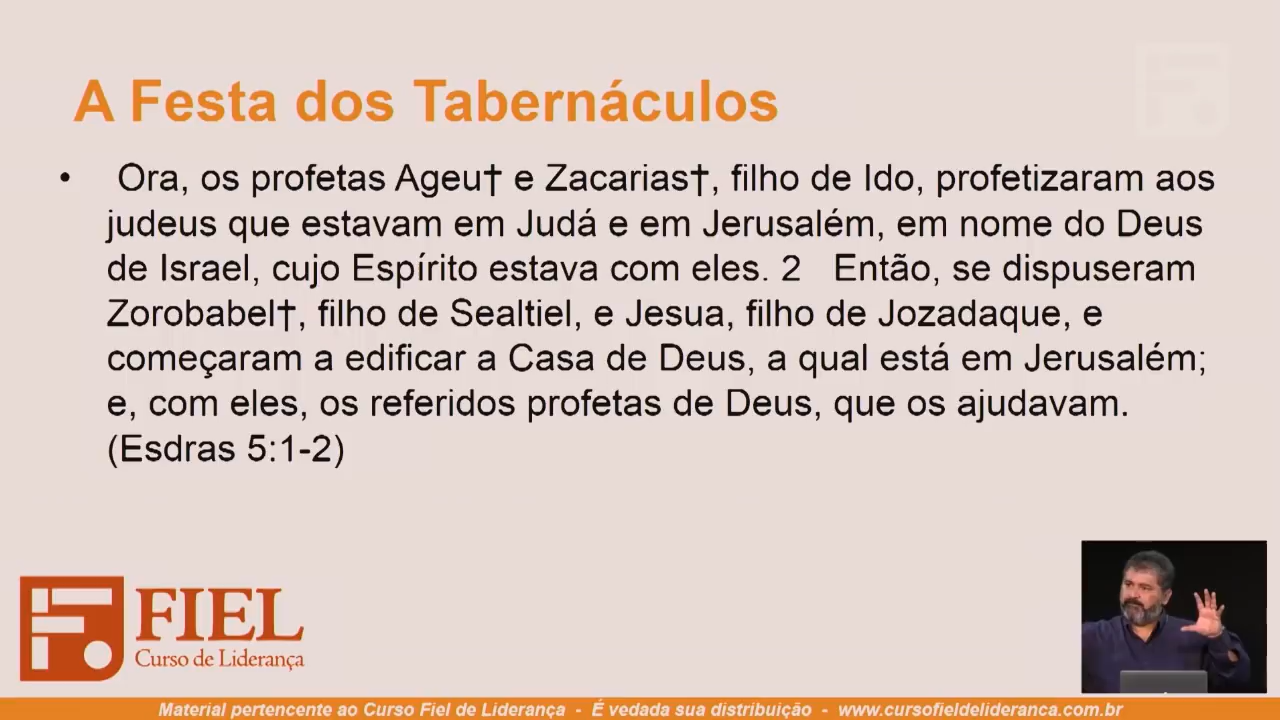 A Festa dos Tabernáculos
• Ora, os profetas Ageu† e Zacarias†, filho de Ido, profetizaram aos
judeus que estavam em Judá e em Jerusalém, em nome do Deus
de Israel, cujo Espírito estava com eles. 2 Então, se dispuseram
Zorobabel†, filho de Sealtiel, e Jesua, filho de Jozadaque, e
começaram a edificar a Casa de Deus, a qual está em Jerusalém;
e, com eles, os referidos profetas de Deus, que os ajudavam.
(Esdras 5:1-2)
FIEL
Curso de Liderança
Material pertencente ao Curso Fiel de Liderança - É vedada sua distribuição - www.cursofieldelideranca.com.br